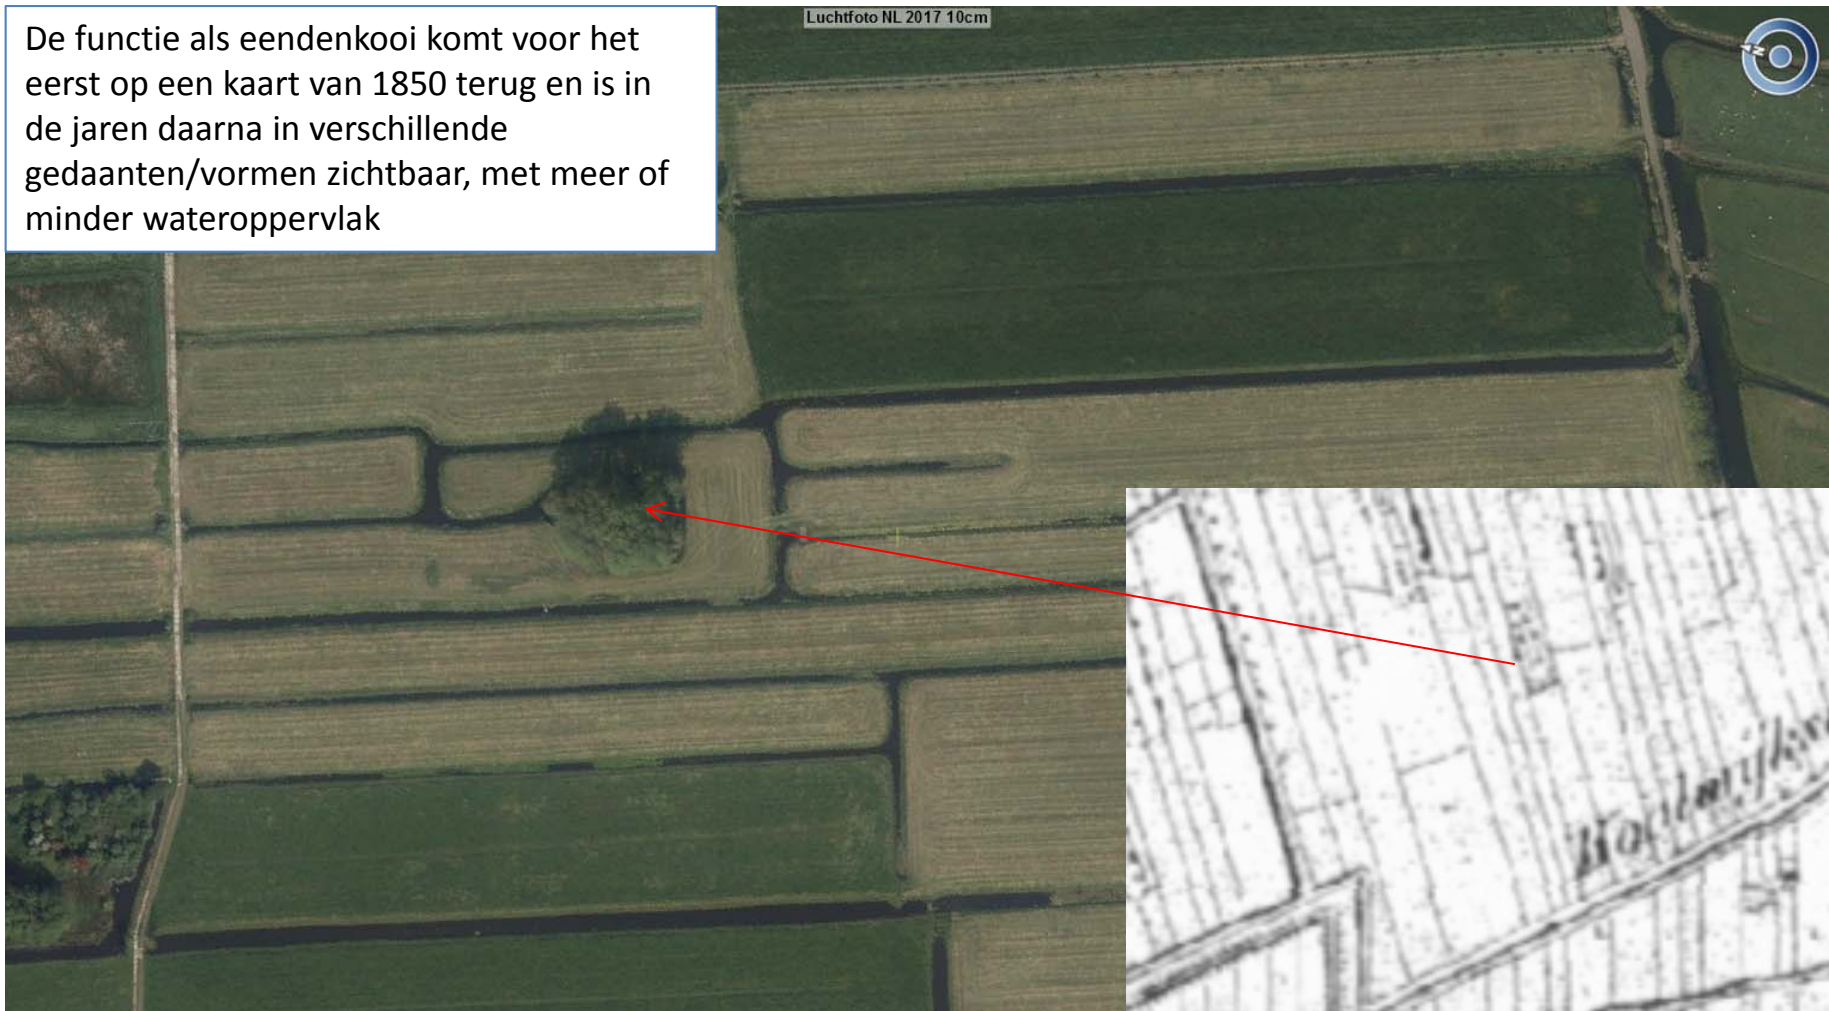 De functie als eendenkooi komt voor het
eerst op een kaart van 1850 terug en is in
de jaren daarna in verschillende
gedaanten/vormen zichtbaar, met meer of
minder wateroppervlak
Luchtfoto NL 2017 10cm
N